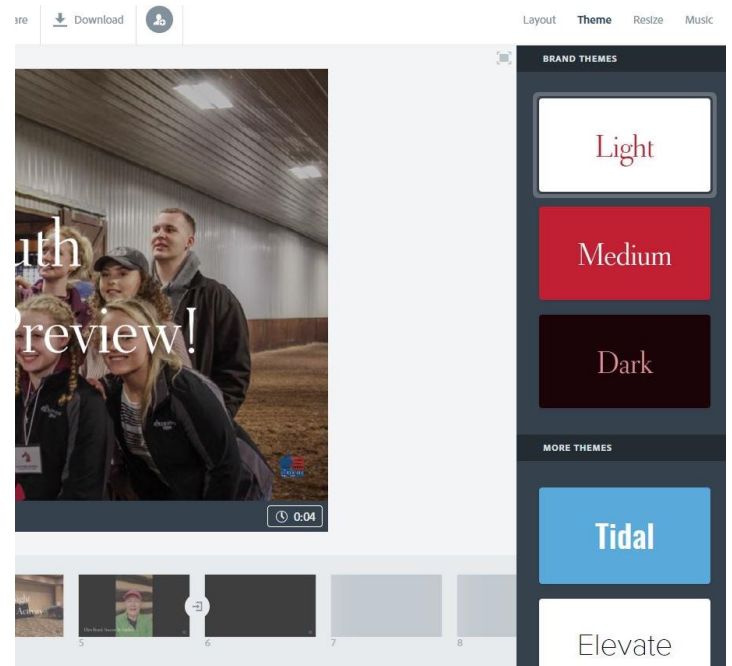 are
Download
Layout
Theme
Resize
Music
BRAND THEMES
Light
Medium
Dark
uth
Preview!
0:04
MORE THEMES
Tidal
Elevate
5
6
7
8